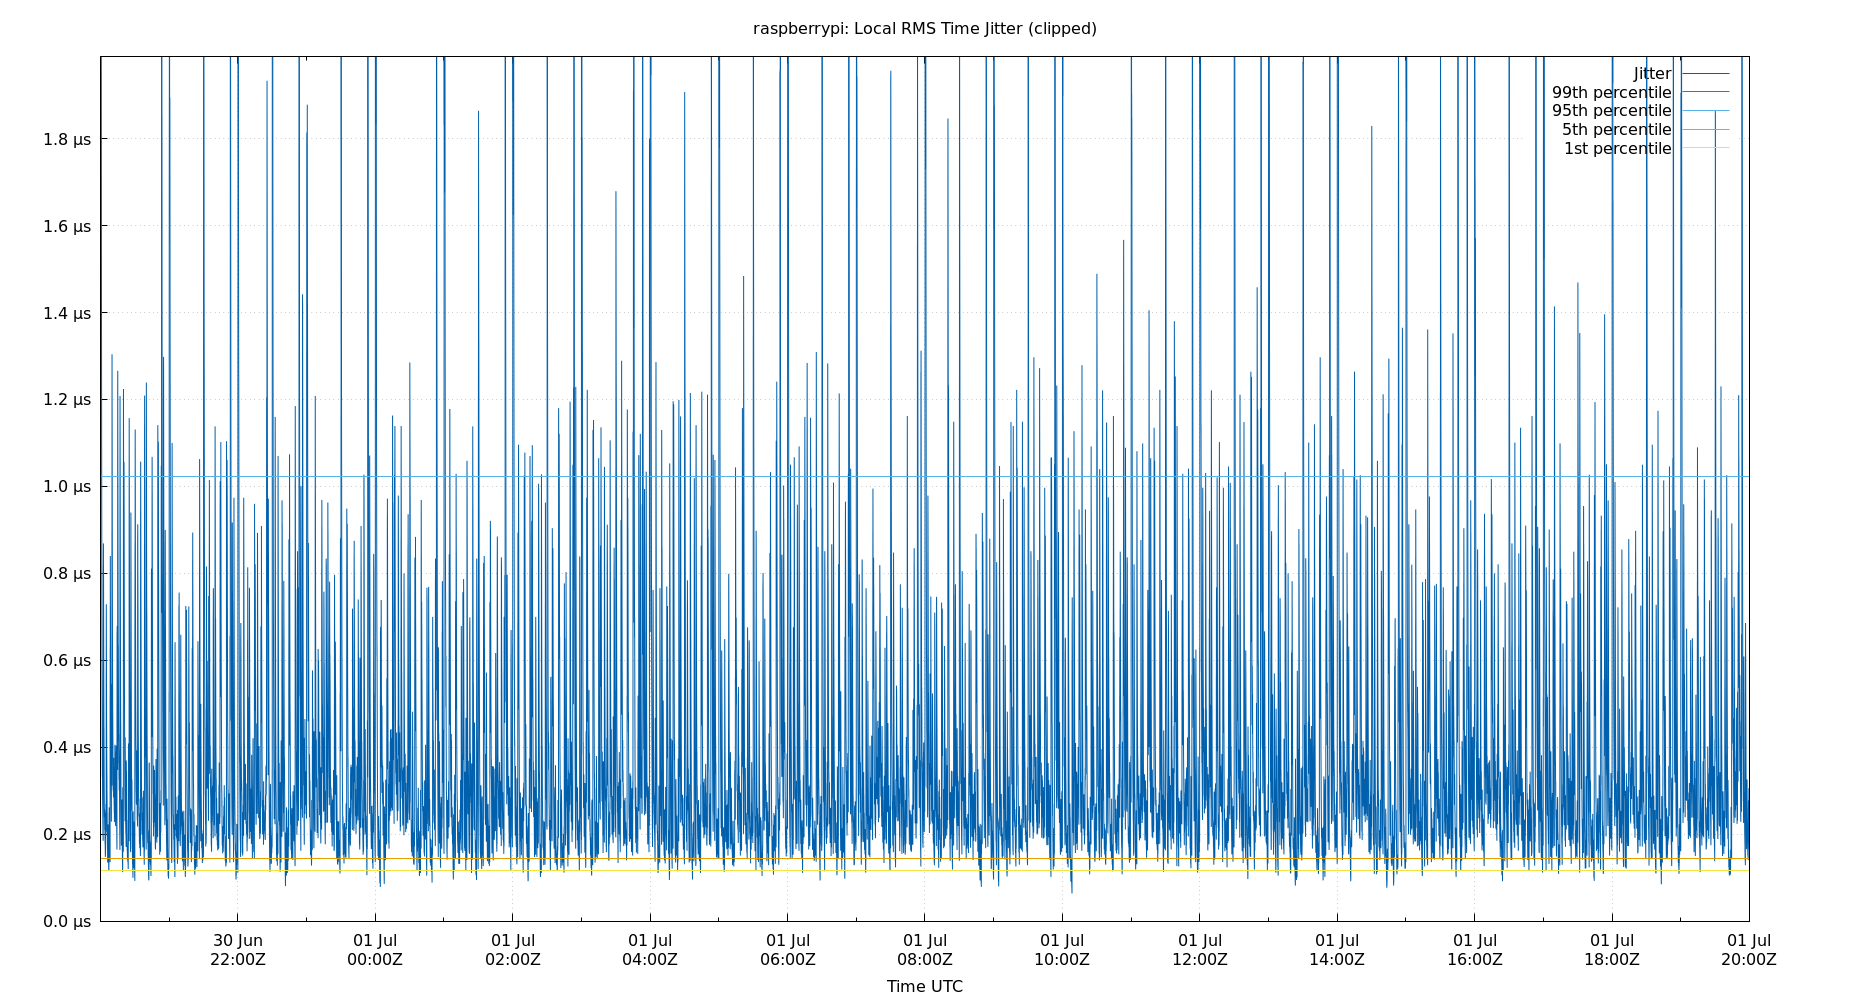 raspberrypi: Local RMS Time Jitter (clipped)
Jitter
99th percentile
95th percentile
5th percentile
1st percentile
1.8 µs
1.6 µs
1.4 µs
1.2 µs
1.0 µs
0.8 µs
0.6 µs
0.4 µs
0.2 µs
0.0 µs
30 Jun 01 Jul 01 Jul 01 Jul 01 Jul 01 Jul 01 Jul 01 Jul 01 Jul 01 Jul 01 Jul 01 Jul
22:00Z 00:00Z 02:00Z 04:00Z 06:00Z 08:00Z 10:00Z 12:00Z 14:00Z 16:00Z 18:00Z 20:00Z
Time UTC